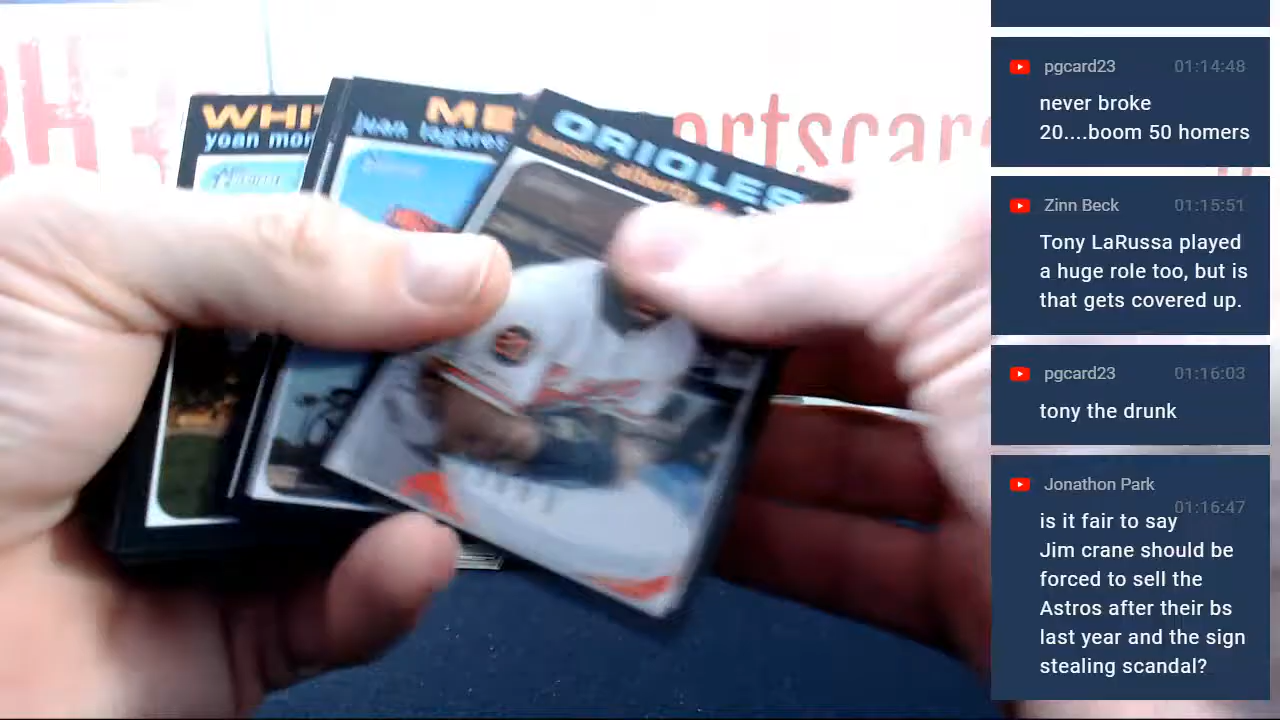 WHI
yoan mon
ME
juan lagares
ORIOLES
hanser alberto
ortscar
pgcard23 01:14:48
never broke
20....boom 50 homers
Zinn Beck 01:15:51
Tony LaRussa played
a huge role too, but is
that gets covered up.
pgcard23 01:16:03
tony the drunk
Jonathon Park
01:16:47
is it fair to say
Jim crane should be
forced to sell the
Astros after their bs
last year and the sign
stealing scandal?